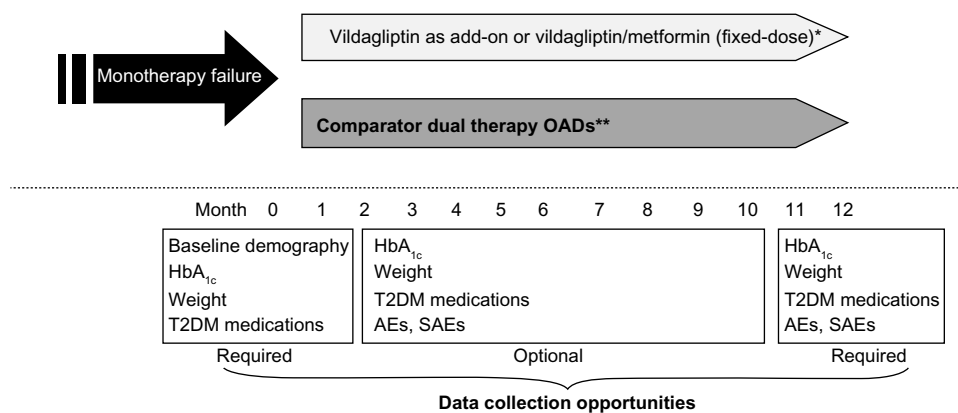 Vildagliptin as add-on or vildagliptin/metformin (fixed-dose)*
Monotherapy failure
Comparator dual therapy OADs**
Month 0 1 2 3 4 5 6 7 8 9 10 11 12
Baseline demography
HbA1c
Weight
T2DM medications
HbA1c
Weight
T2DM medications
AEs, SAEs
HbA1c
Weight
T2DM medications
AEs, SAEs
Required Optional Required
Data collection opportunities